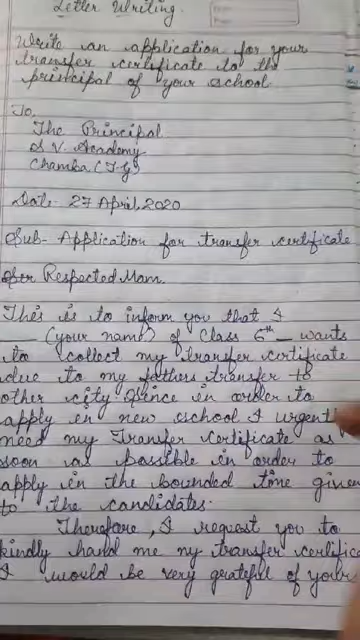 Letter Writing.
Write an application for your
transfer certificate to the
principal of your school
To,
The Principal
S. V. Academy
Chamba (T.G)
Date- 27 April, 2020
Sub- Application for transfer certificate
Respected Mam.
This is to inform you that I
(your name) of Class 6th wants
to collect my transfer certificate
due to my fathers transfer to
other city. Since in order to
apply in new school I urgent
need my Transfer certificate as
soon as possible in order to
apply in the bounded time given
to the candidates.
Therefore, I request you to
kindly hand me my transfer certific
I would be very grateful of yours